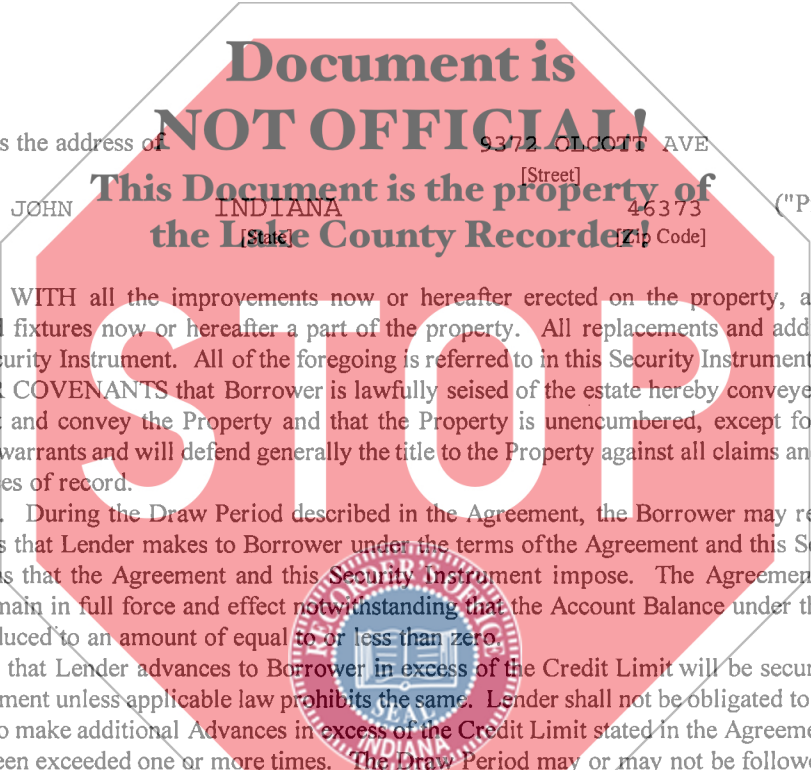 Document is
NOT OFFICIAL!
s the address of 9372 OLCOTT AVE
[Street]
This Document is the property of
JOHN INDIANA 46373 ("P
the Lake County Recorder!
[State] [Zip Code]
WITH all the improvements now or hereafter erected on the property, a
fixtures now or hereafter a part of the property. All replacements and add
curity Instrument. All of the foregoing is referred to in this Security Instrument
COVENANTS that Borrower is lawfully seised of the estate hereby conveye
and convey the Property and that the Property is unencumbered, except fo
warrants and will defend generally the title to the Property against all claims an
es of record.
STOP
. During the Draw Period described in the Agreement, the Borrower may re
s that Lender makes to Borrower under the terms of the Agreement and this Se
s that the Agreement and this Security Instrument impose. The Agreemen
main in full force and effect notwithstanding that the Account Balance under th
duced to an amount of equal to or less than zero.
that Lender advances to Borrower in excess of the Credit Limit will be secur
ment unless applicable law prohibits the same. Lender shall not be obligated to
o make additional Advances in excess of the Credit Limit stated in the Agreeme
een exceeded one or more times. The Draw Period may or may not be follow
SEAL
INDIANA